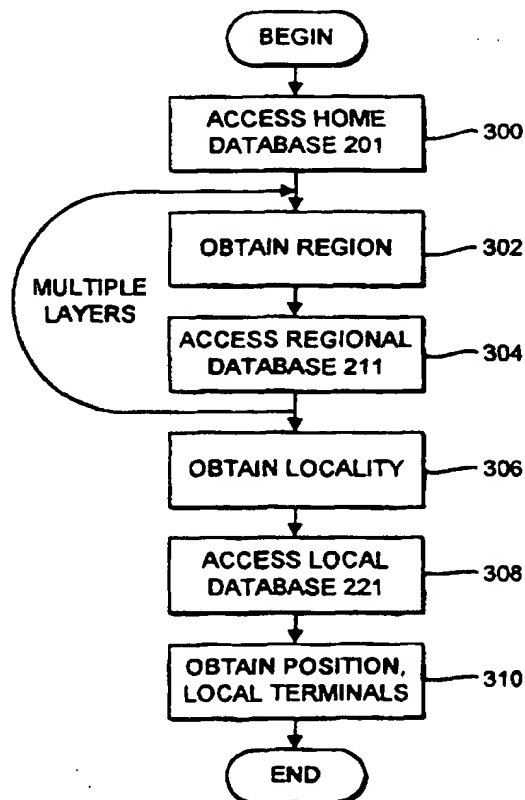 BEGIN
ACCESS HOME
DATABASE 201
300
OBTAIN REGION
302
MULTIPLE
LAYERS
ACCESS REGIONAL
DATABASE 211
304
OBTAIN LOCALITY
306
ACCESS LOCAL
DATABASE 221
308
OBTAIN POSITION,
LOCAL TERMINALS
310
END